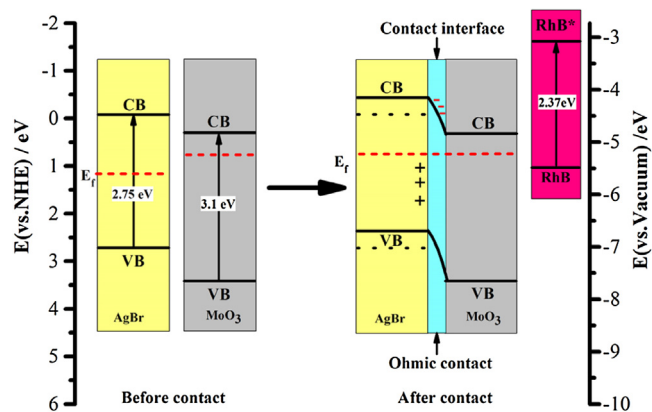 E(vs.NHE) / eV
-2
-1
0
1
2
3
4
5
6
CB
CB
E_f
2.75 eV
3.1 eV
VB
VB
AgBr
MoO₃
Before contact
Contact interface
CB
CB
E_f
+
+
+
VB
VB
AgBr
MoO₃
Ohmic contact
After contact
RhB*
2.37eV
RhB
-3
-4
-5
-6
-7
-8
-9
-10
E(vs.Vacuum) / eV